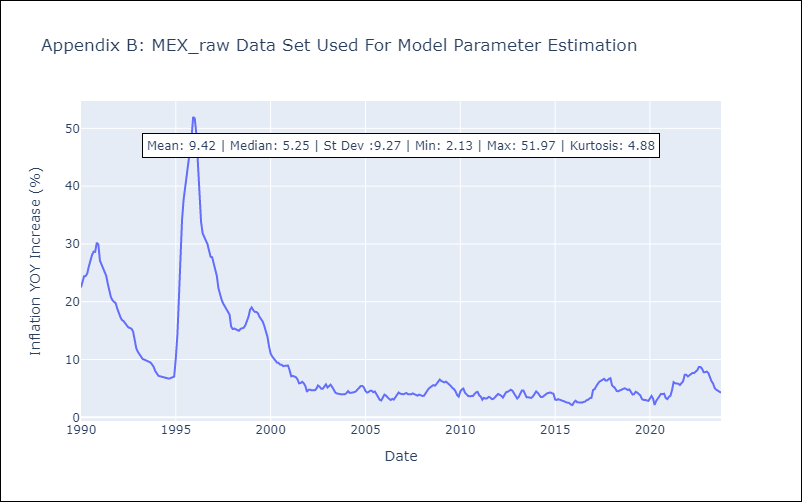 Appendix B: MEX_raw Data Set Used For Model Parameter Estimation
Mean: 9.42 | Median: 5.25 | St Dev :9.27 | Min: 2.13 | Max: 51.97 | Kurtosis: 4.88
Inflation YOY Increase (%)
50
40
30
20
10
0
1990 1995 2000 2005 2010 2015 2020
Date